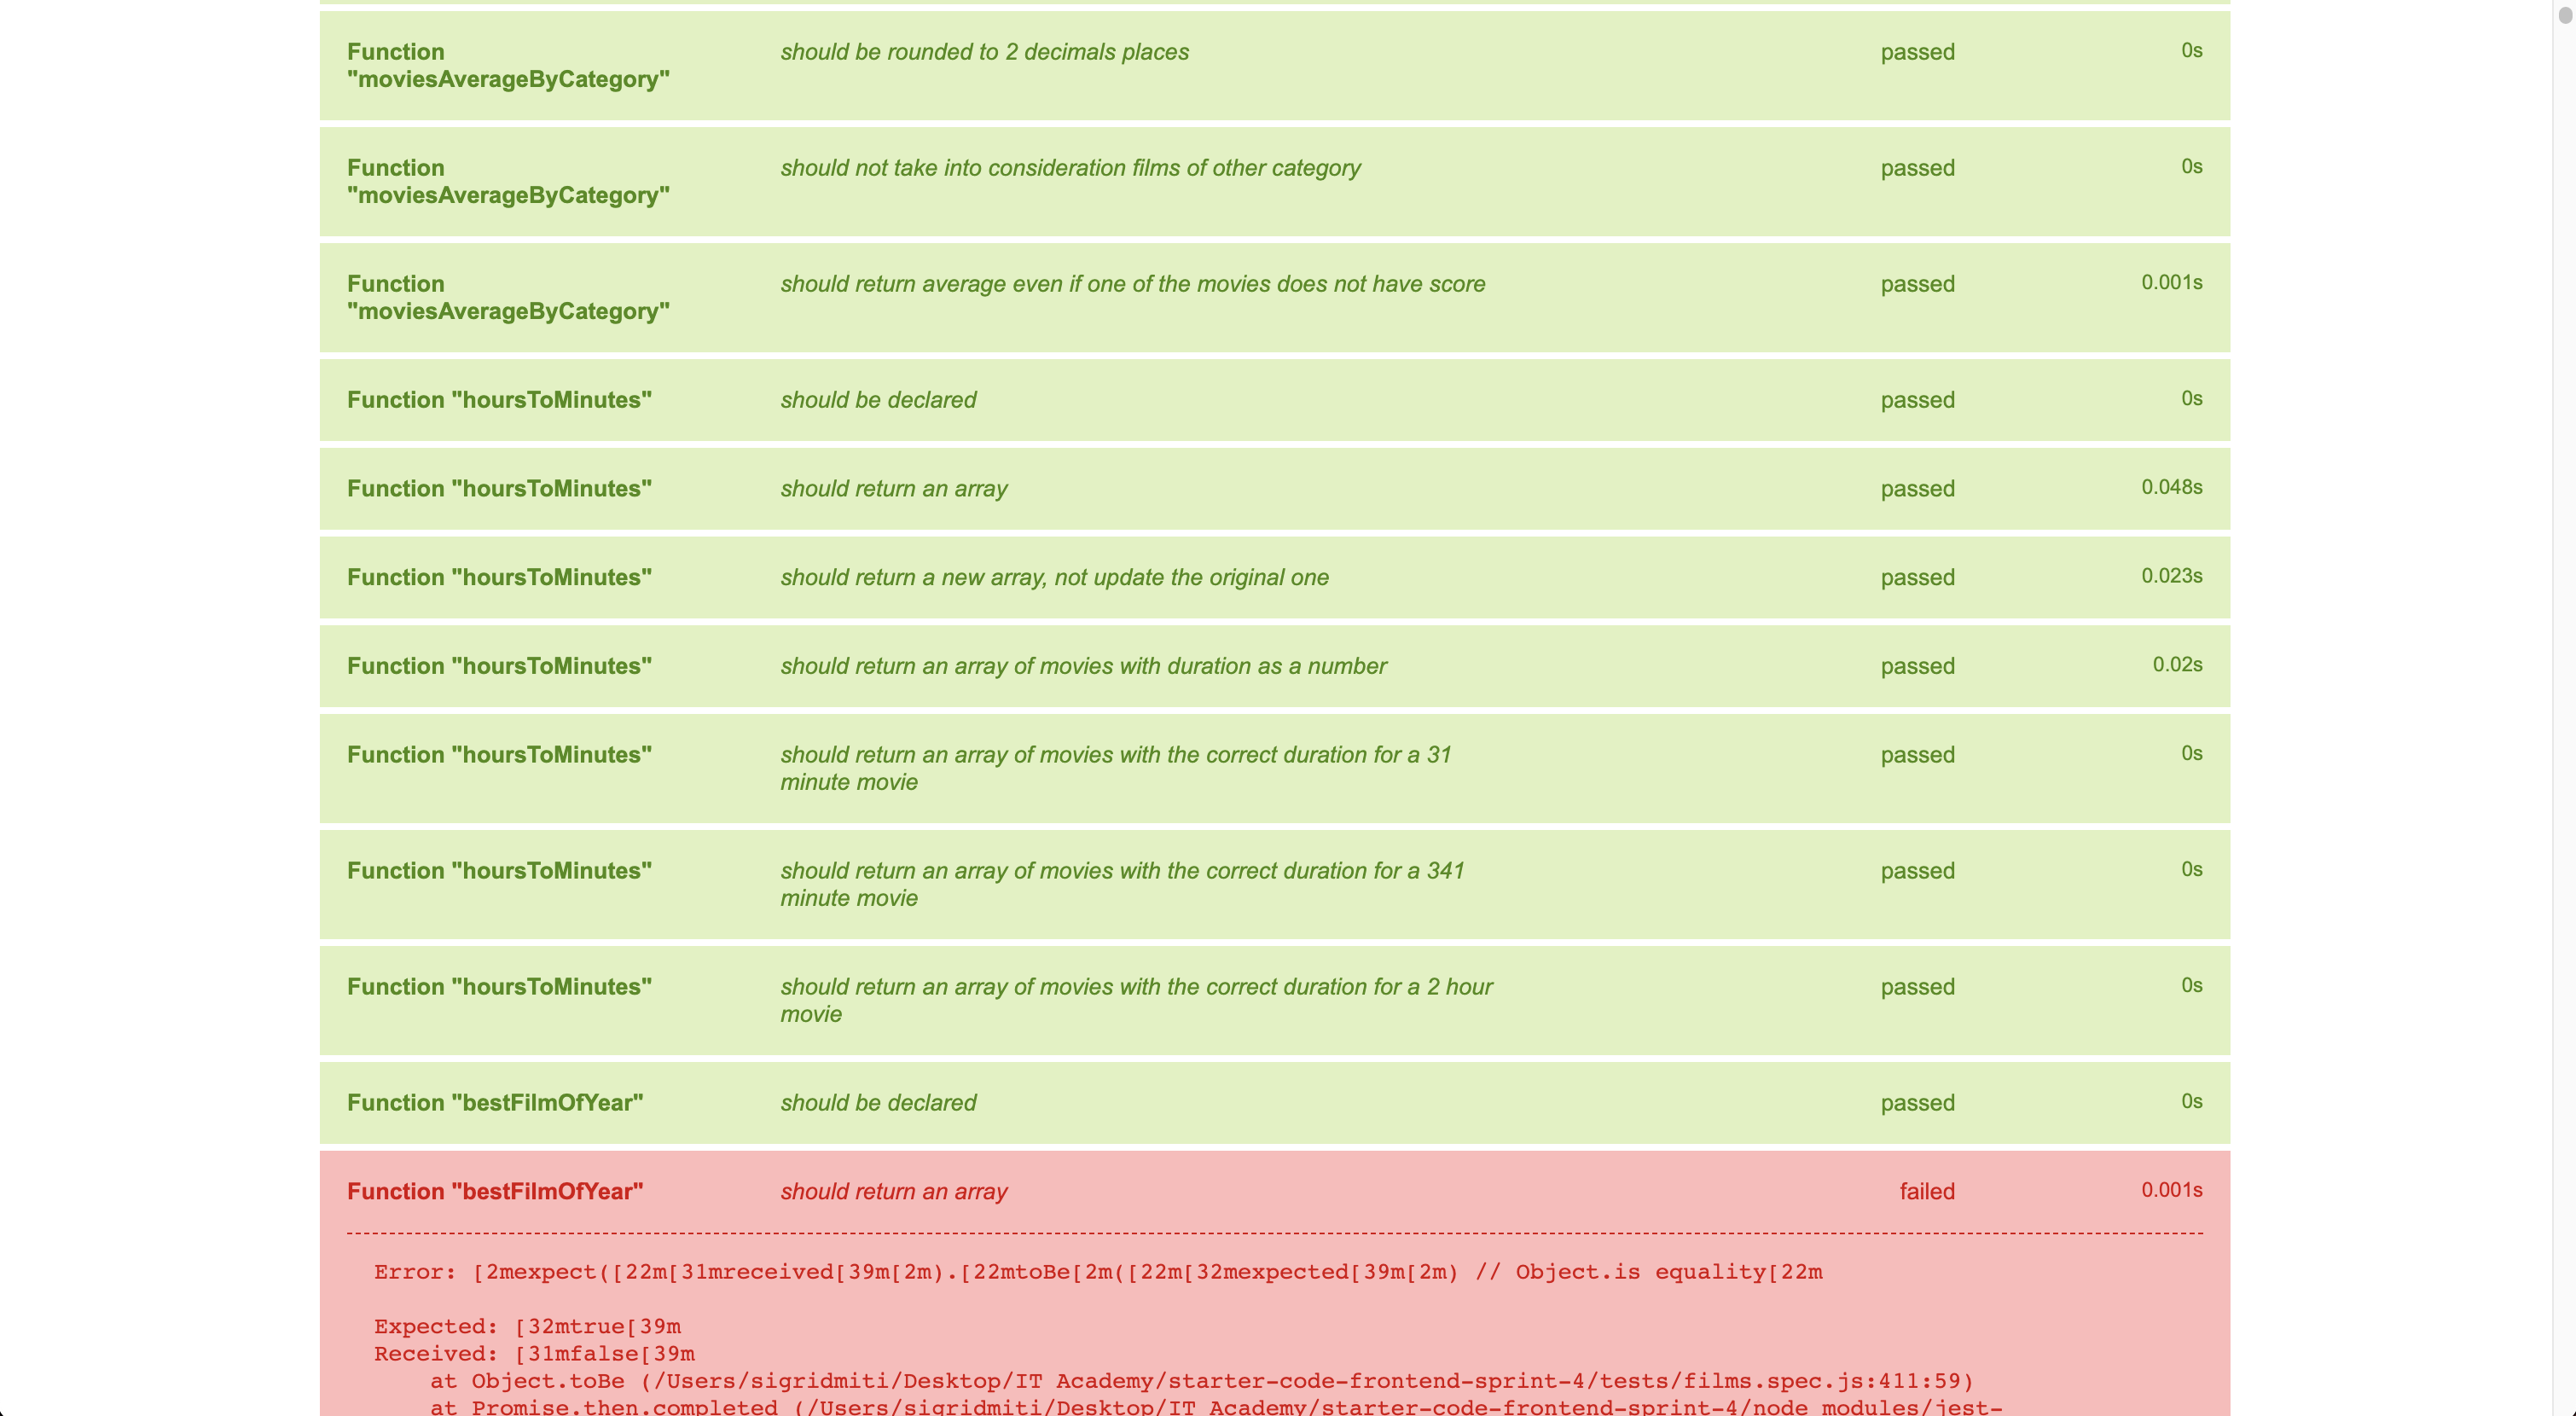 Function should be rounded to 2 decimals places passed 0s
"moviesAverageByCategory"
Function should not take into consideration films of other category passed 0s
"moviesAverageByCategory"
Function should return average even if one of the movies does not have score passed 0.001s
"moviesAverageByCategory"
Function "hoursToMinutes" should be declared passed 0s
Function "hoursToMinutes" should return an array passed 0.048s
Function "hoursToMinutes" should return a new array, not update the original one passed 0.023s
Function "hoursToMinutes" should return an array of movies with duration as a number passed 0.02s
Function "hoursToMinutes" should return an array of movies with the correct duration for a 31 passed 0s
minute movie
Function "hoursToMinutes" should return an array of movies with the correct duration for a 341 passed 0s
minute movie
Function "hoursToMinutes" should return an array of movies with the correct duration for a 2 hour passed 0s
movie
Function "bestFilmOfYear" should be declared passed 0s
Function "bestFilmOfYear" should return an array failed 0.001s
Error: [2mexpect([22m[31mreceived[39m[2m).[22mtoBe[2m([22m[32mexpected[39m[2m) // Object.is equality[22m
Expected: [32mtrue[39m
Received: [31mfalse[39m
at Object.toBe (/Users/sigridmiti/Desktop/IT Academy/starter-code-frontend-sprint-4/tests/films.spec.js:411:59)
at Promise.then.completed (/Users/sigridmiti/Desktop/IT Academy/starter-code-frontend-sprint-4/node_modules/jest-